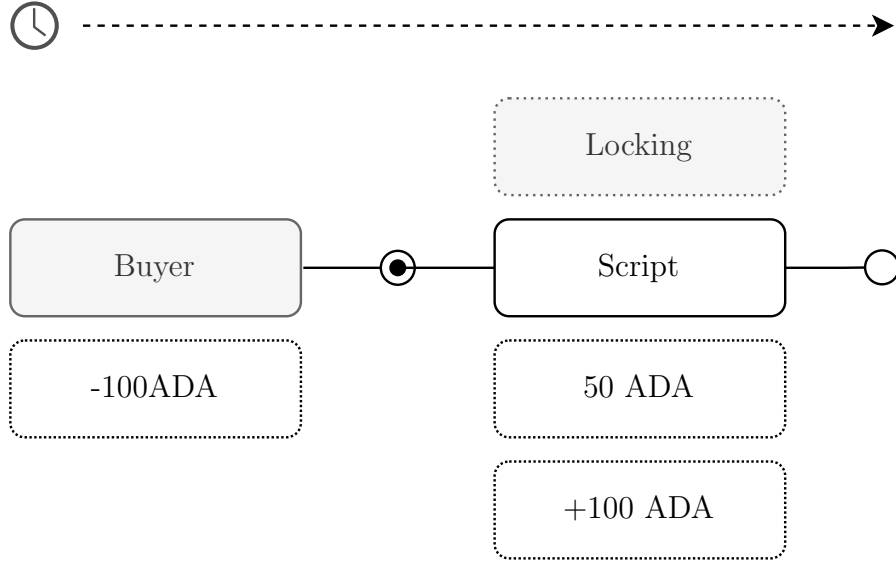 Locking
Buyer
Script
-100ADA
50 ADA
+100 ADA